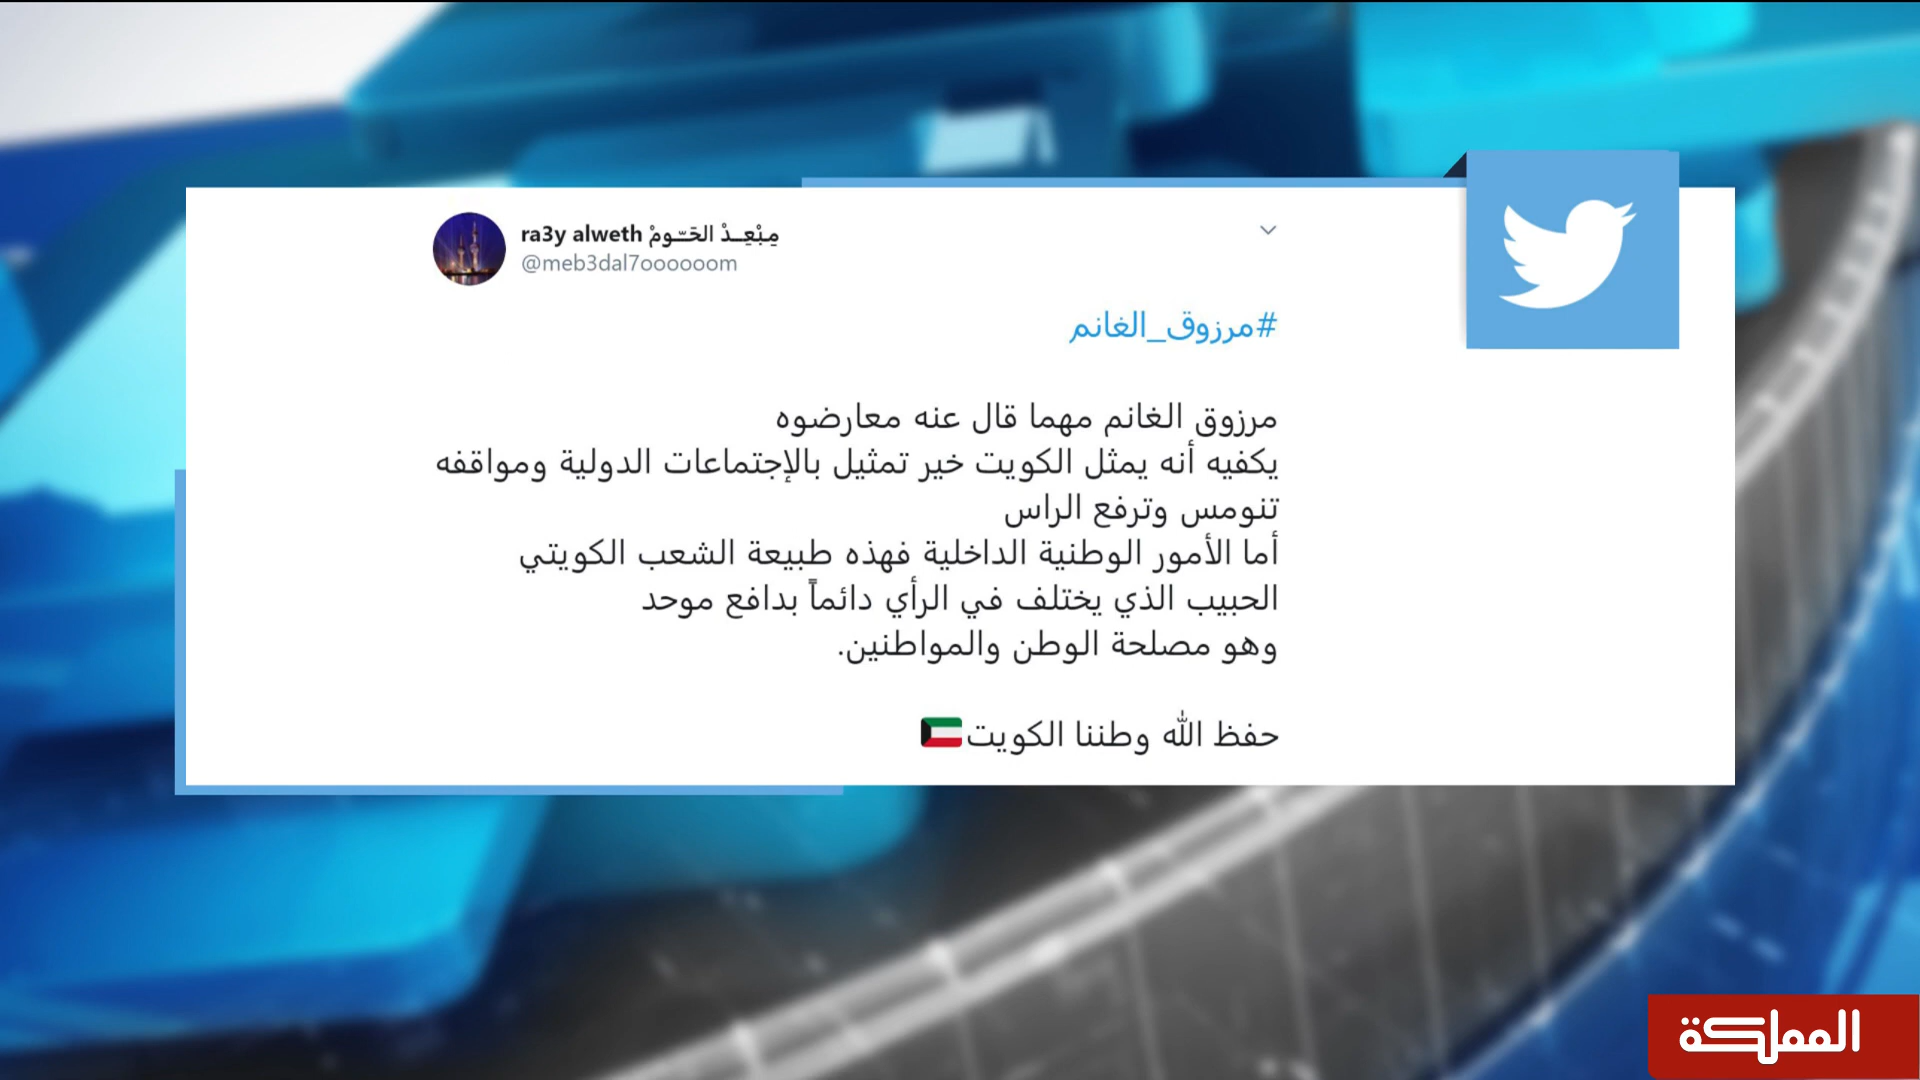 ra3y alweth مِـبْعِــدْ الحَـّـومْ
@meb3dal7oooooom
#مرزوق_الغانم
مرزوق الغانم مهما قال عنه معارضوه
يكفيه أنه يمثل الكويت خير تمثيل بالإجتماعات الدولية ومواقفه
تنومس وترفع الراس
أما الأمور الوطنية الداخلية فهذه طبيعة الشعب الكويتي
الحبيب الذي يختلف في الرأي دائماً بدافع موحد
وهو مصلحة الوطن والمواطنين.
حفظ الله وطننا الكويت🇰🇼
المملكة